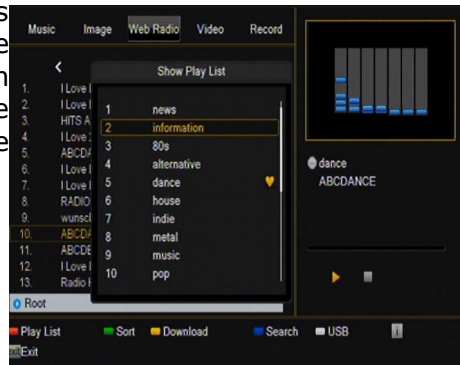 Music Image Web Radio Video Record
Show Play List
1. I Love
2. I Love
3. HITS A
4. I Love
5. ABCD
6. I Love
7. I Love
8. RADIO
9. wunscl
10. ABCD
11. ABCDE
12. I Love
13. Radio
1 news
2 information
3 80s
4 alternative
5 dance
6 house
7 indie
8 metal
9 music
10 pop
dance
ABCDANCE
Root
Play List Sort Download Search USB i
Exit